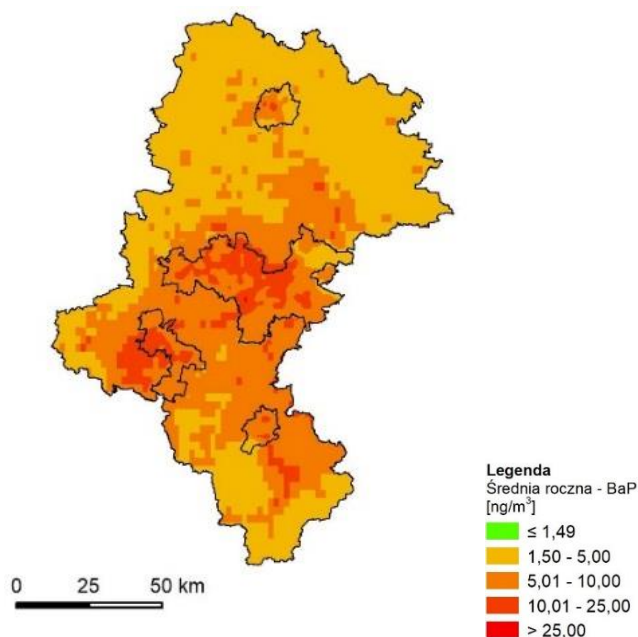 Legenda
Średnia roczna - BaP
[ng/m³]
≤ 1,49
1,50 - 5,00
5,01 - 10,00
10,01 - 25,00
> 25,00
0 25 50 km